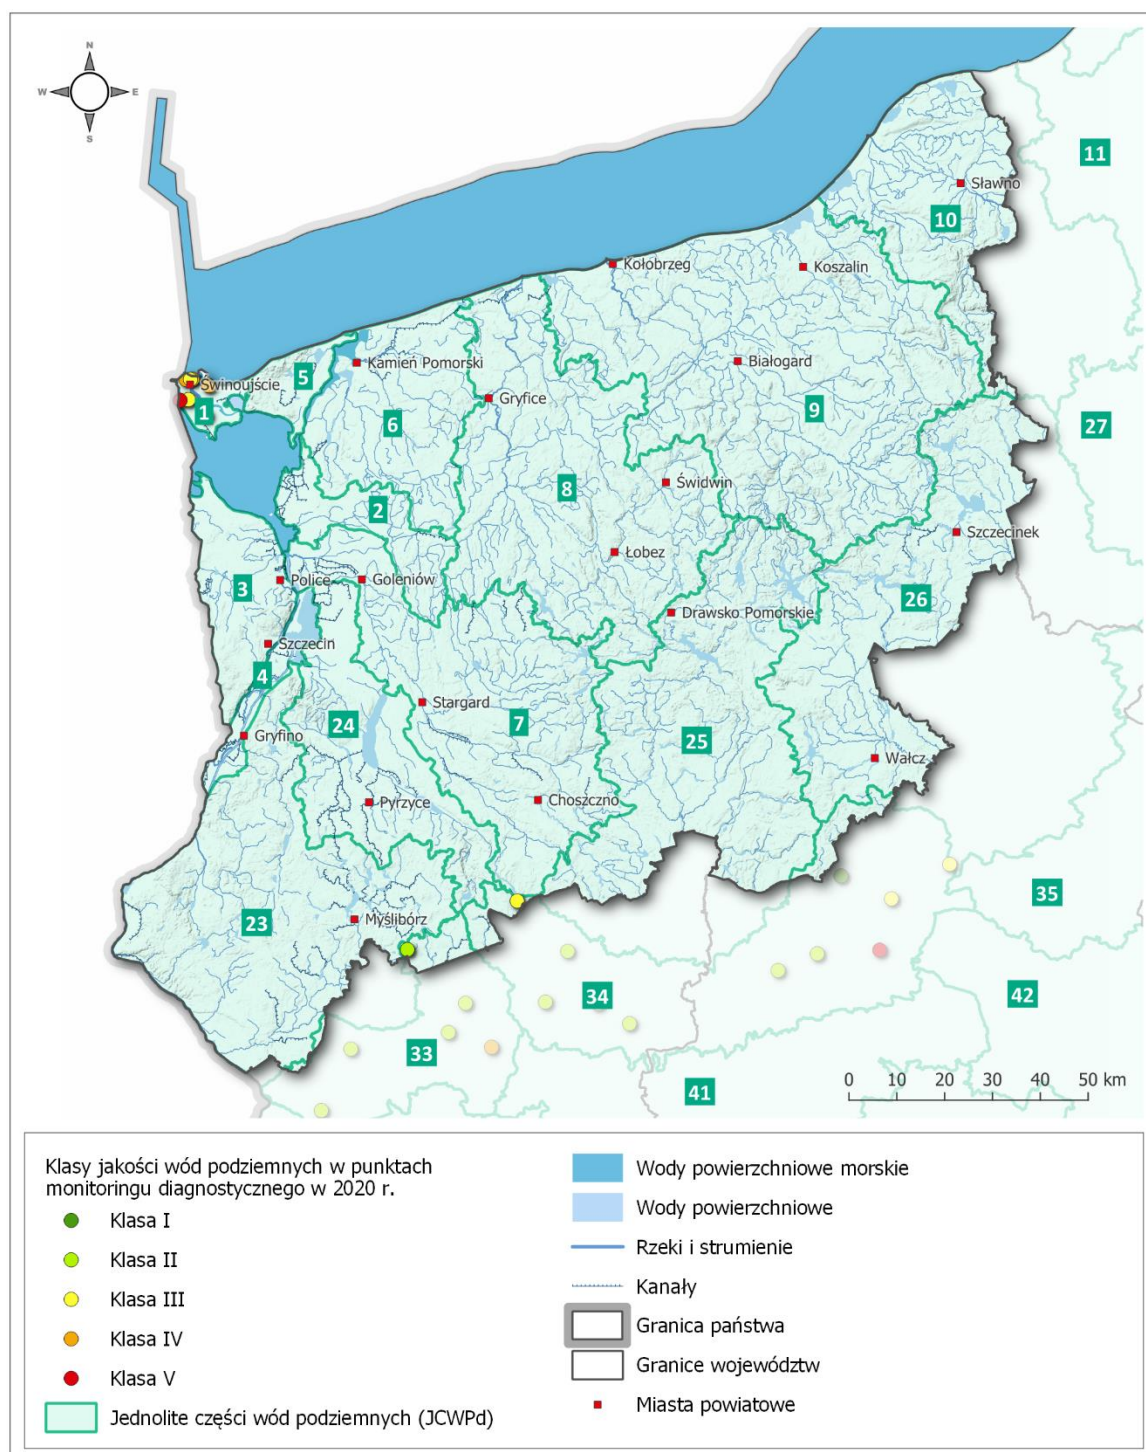 N
W
E
S
11
Sławno
10
Kołobrzeg
Koszalin
Kamień Pomorski
Białogard
5
Świnoujście
1
Gryfice
6
9
27
8
Świdwin
2
Szczecinek
Łobez
3
Police
Goleniów
26
Drawsko Pomorskie
Szczecin
4
Stargard
24
7
25
Gryfino
Wałcz
Pyrzyce
Choszczno
35
23
Myślibórz
34
42
33
41
0 10 20 30 40 50 km
Klasy jakości wód podziemnych w punktach
monitoringu diagnostycznego w 2020 r.
Klasa I
Klasa II
Klasa III
Klasa IV
Klasa V
Jednolite części wód podziemnych (JCWPd)
Wody powierzchniowe morskie
Wody powierzchniowe
Rzeki i strumienie
Kanały
Granica państwa
Granice województw
Miasta powiatowe